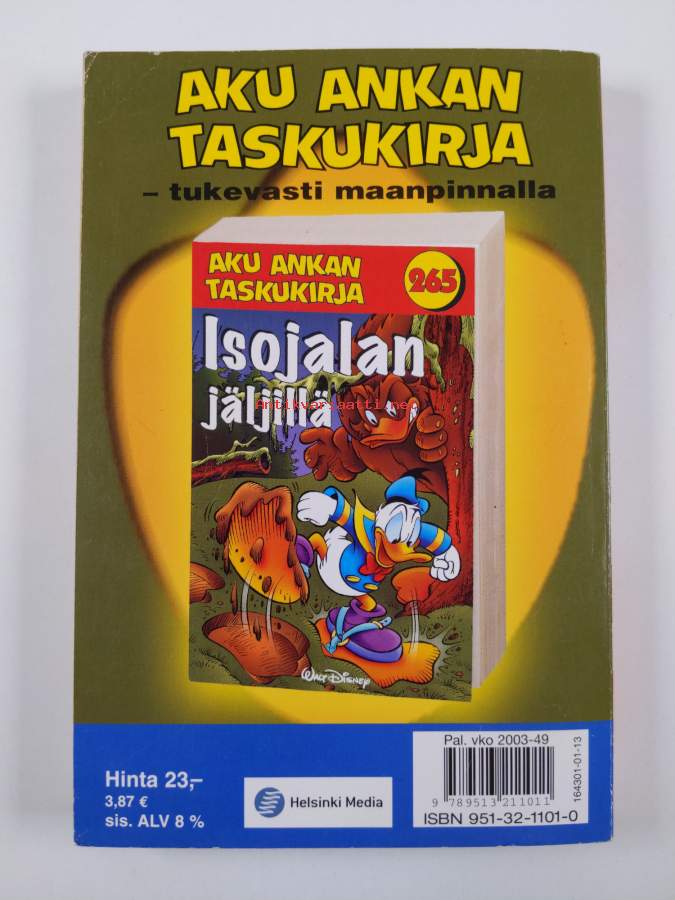 AKU ANKAN
TASKUKIRJA
– tukevasti maanpinnalla
AKU ANKAN
TASKUKIRJA
265
Isojalan
jäljillä
Antikvariaatti.net
WALT DISNEY
Hinta 23,–
3,87 €
sis. ALV 8 %
Helsinki Media
Pal. vko 2003-49
9 789513 211011
ISBN 951-32-1101-0
164301-01-13